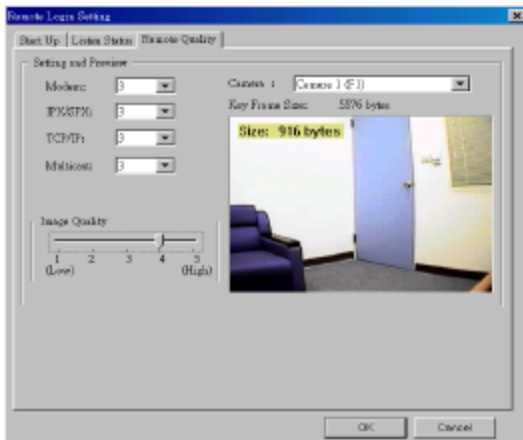 Remote Login Setting
Start Up
Listen Status
Remote Quality
Setting and Preview
Modem: 3
IPX/SPX: 3
TCP/IP: 3
Multicast: 3
Camera : Camera 1 (F1)
Key Frame Size: 5376 bytes
Size: 916 bytes
Image Quality
1 2 3 4 5
(Low) (High)
OK
Cancel